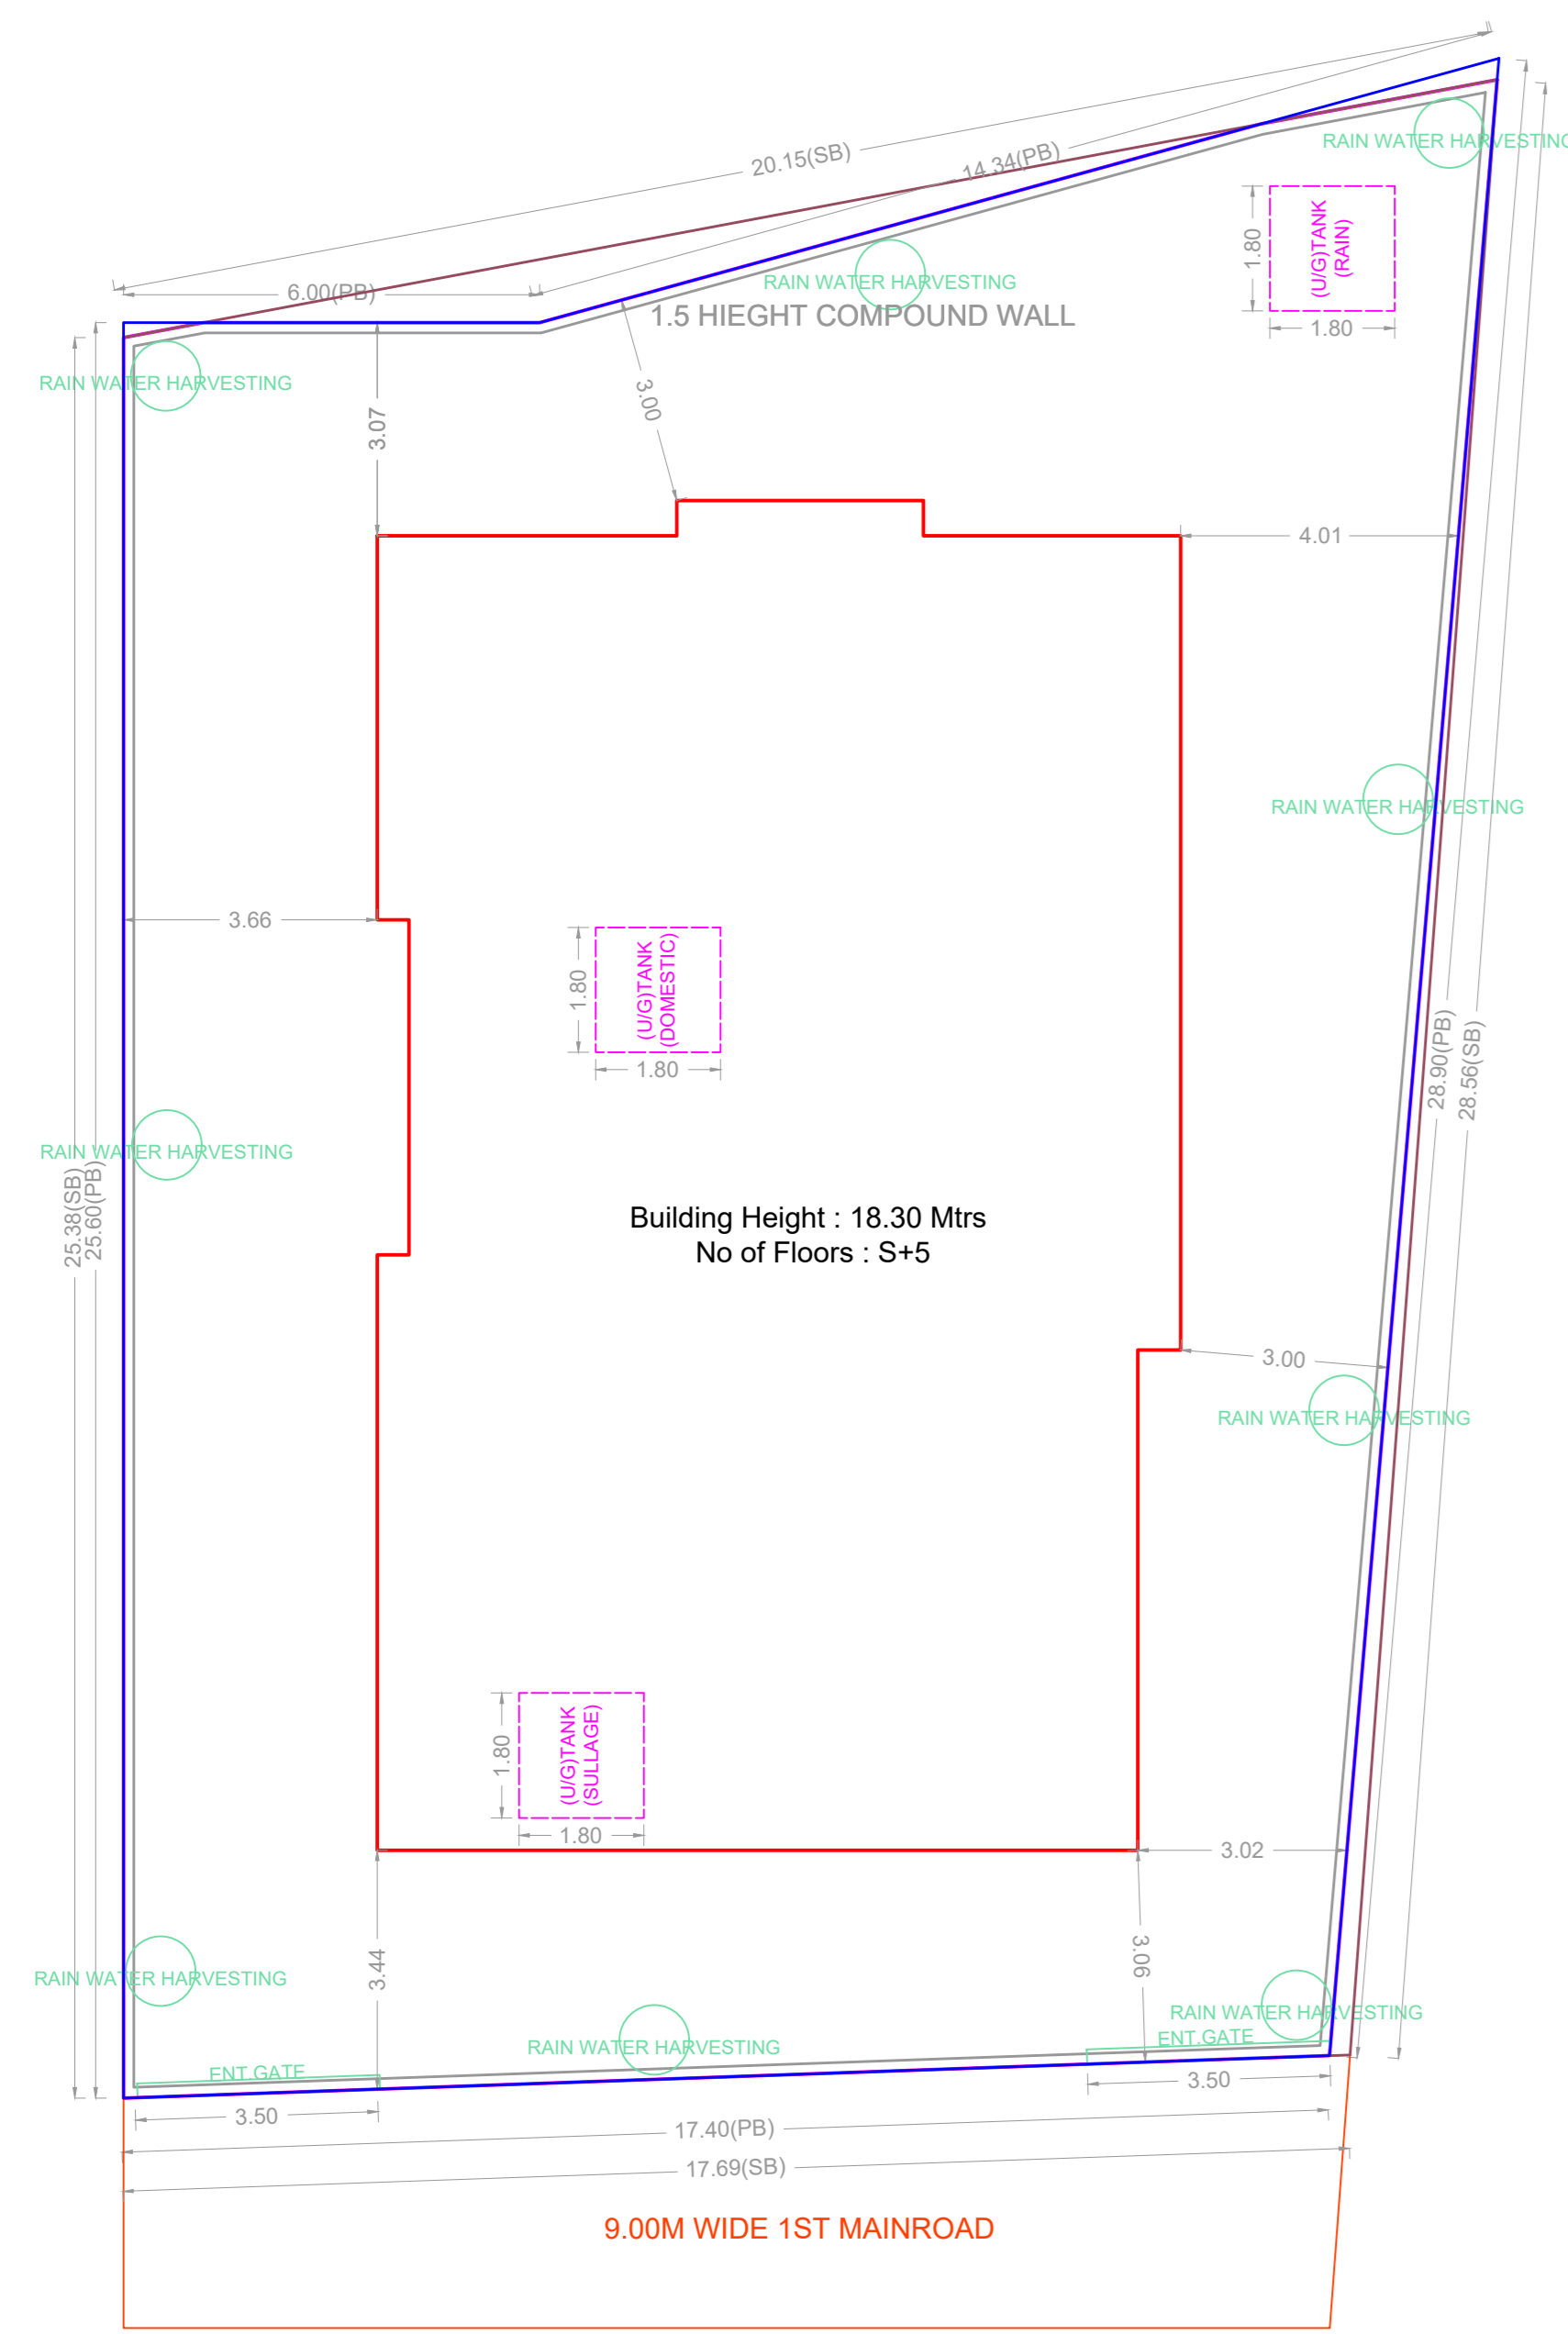 20.15(SB)
14.34(PB)
RAIN WATER HARVESTING
(U/G)TANK
(RAIN)
1.80
1.80
6.00(PB)
RAIN WATER HARVESTING
1.5 HIEGHT COMPOUND WALL
RAIN WATER HARVESTING
3.07
3.00
4.01
RAIN WATER HARVESTING
3.66
(U/G)TANK
(DOMESTIC)
1.80
1.80
28.90(PB)
28.56(SB)
RAIN WATER HARVESTING
25.38(SB)
25.60(PB)
Building Height : 18.30 Mtrs
No of Floors : S+5
3.00
RAIN WATER HARVESTING
(U/G)TANK
(SULLAGE)
1.80
1.80
3.02
3.44
3.06
RAIN WATER HARVESTING
RAIN WATER HARVESTING
RAIN WATER HARVESTING
ENT.GATE
ENT.GATE
3.50
3.50
17.40(PB)
17.69(SB)
9.00M WIDE 1ST MAINROAD